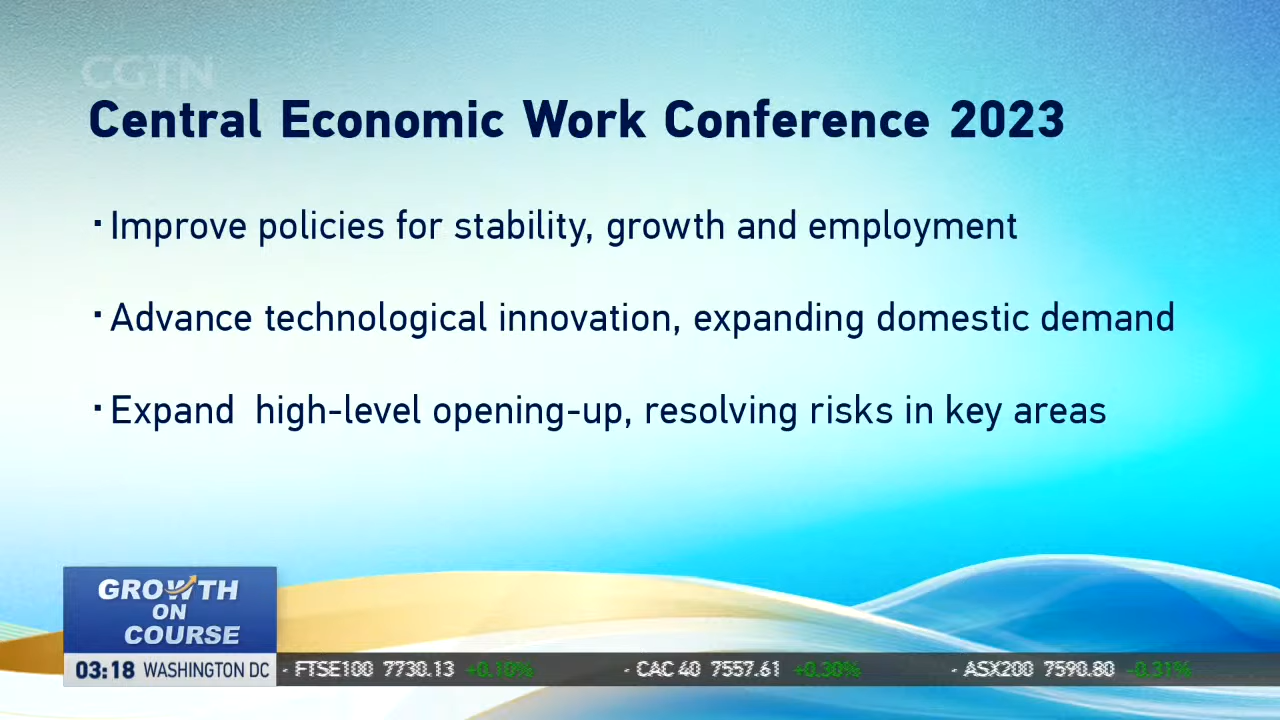 CGTN
Central Economic Work Conference 2023
· Improve policies for stability, growth and employment
· Advance technological innovation, expanding domestic demand
· Expand high-level opening-up, resolving risks in key areas
GROWTH
ON
COURSE
03:18 WASHINGTON DC - FTSE100 7730.13 +0.10% - CAC 40 7557.61 +0.30% - ASX200 7590.80 -0.31%